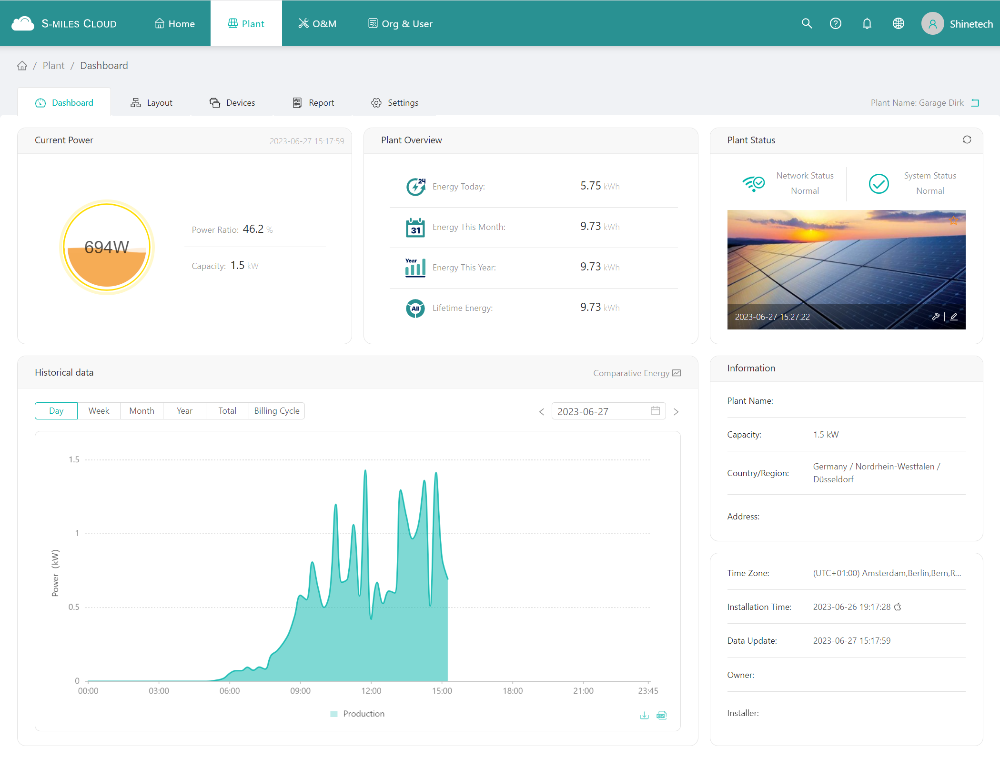 S-MILES CLOUD
Home
Plant
O&M
Org & User
Shinetech
/ Plant / Dashboard
Dashboard
Layout
Devices
Report
Settings
Plant Name: Garage Dirk
Current Power
2023-06-27 15:17:59
694W
Power Ratio: 46.2 %
Capacity: 1.5 kW
Plant Overview
24
Energy Today: 5.75 kWh
31
Energy This Month: 9.73 kWh
Year
Energy This Year: 9.73 kWh
All
Lifetime Energy: 9.73 kWh
Plant Status
Network Status
Normal
System Status
Normal
2023-06-27 15:27:22
Historical data
Comparative Energy
Day
Week
Month
Year
Total
Billing Cycle
< 2023-06-27 >
Power (kW)
1.5
1
0.5
0
00:00
03:00
06:00
09:00
12:00
15:00
18:00
21:00
23:45
Production
CSV
Information
Plant Name:
Capacity: 1.5 kW
Country/Region: Germany / Nordrhein-Westfalen /
Düsseldorf
Address:
Time Zone: (UTC+01:00) Amsterdam,Berlin,Bern,R...
Installation Time: 2023-06-26 19:17:28
Data Update: 2023-06-27 15:17:59
Owner:
Installer: